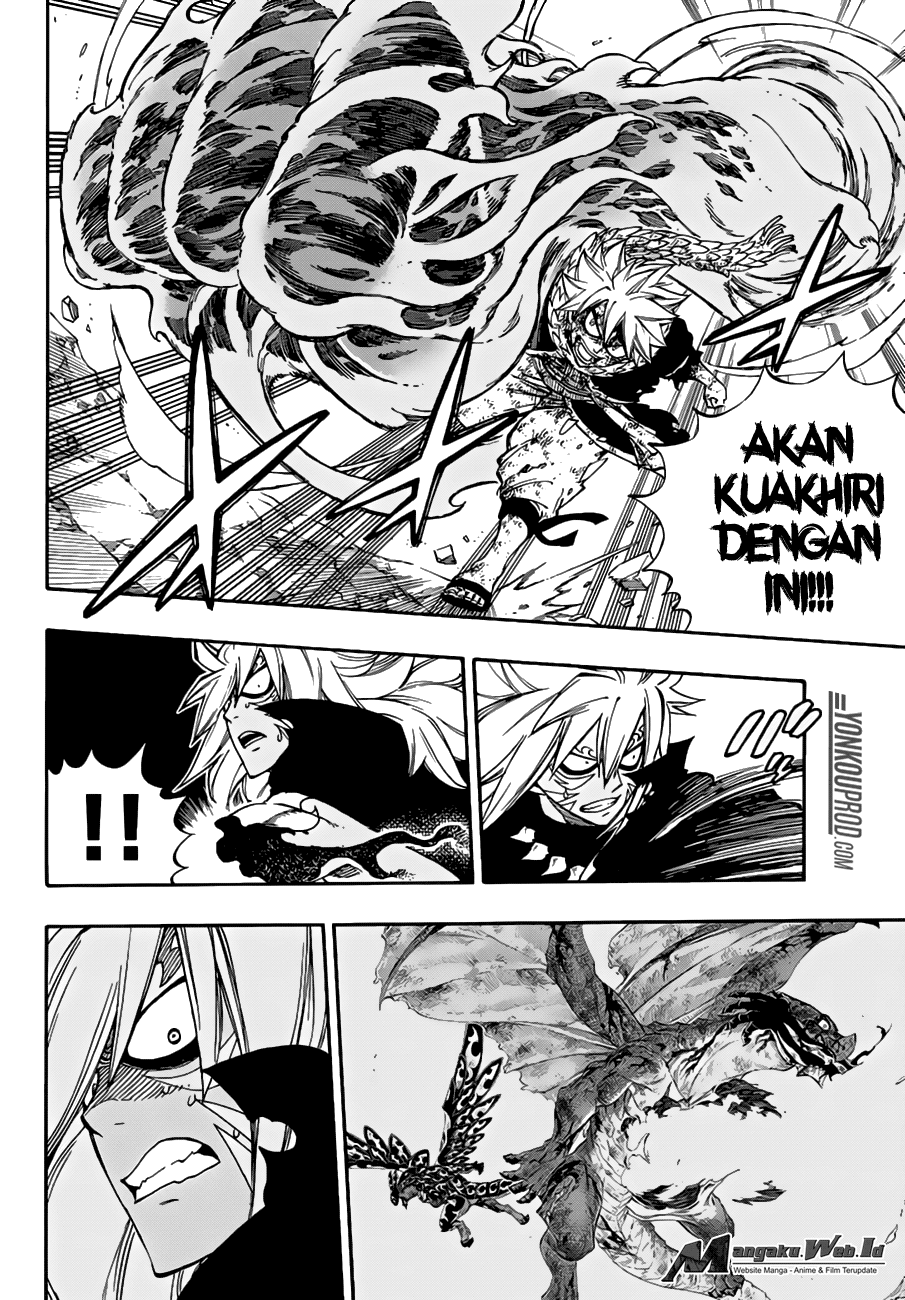 AKAN
KUAKHIRI
DENGAN
INI!!!
!!
=YONKOUPROD.COM
Mangaku.Web.Id
Website Manga - Anime & Film Terupdate